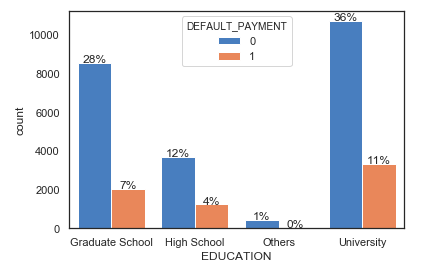 DEFAULT_PAYMENT
0
1
count
10000
8000
6000
4000
2000
0
28%
7%
12%
4%
1%
0%
36%
11%
Graduate School
High School
Others
University
EDUCATION